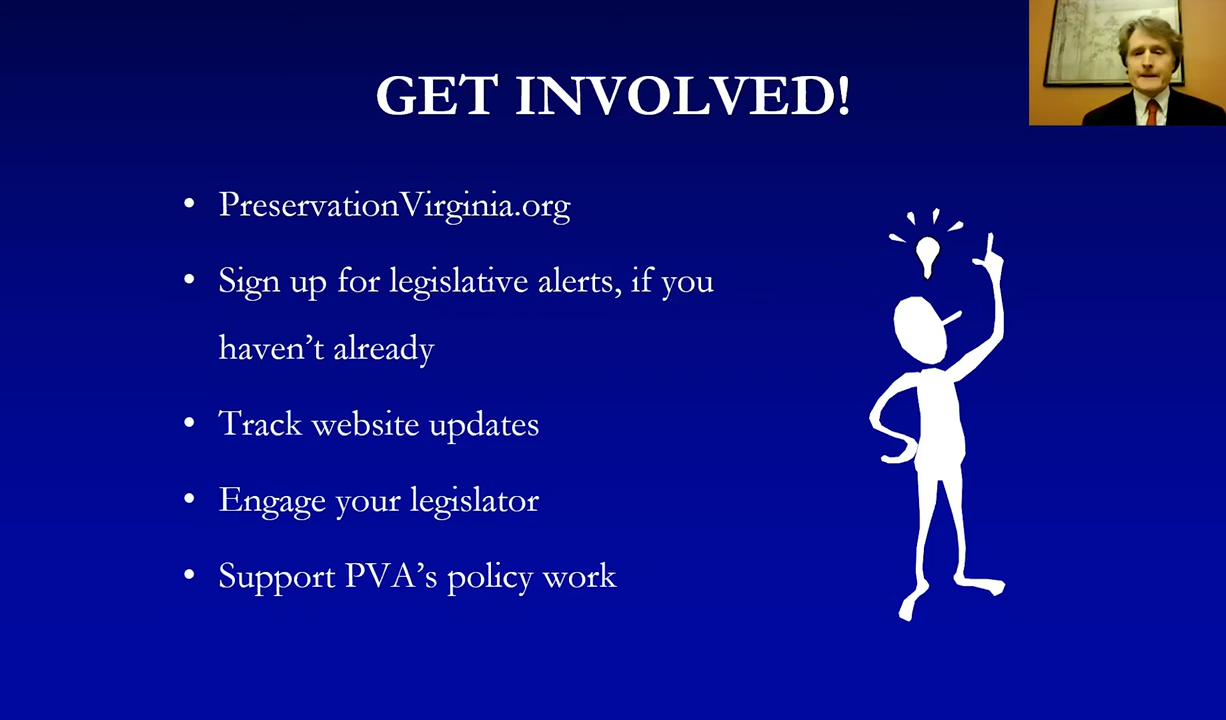 GET INVOLVED!
• PreservationVirginia.org
• Sign up for legislative alerts, if you
haven’t already
• Track website updates
• Engage your legislator
• Support PVA’s policy work